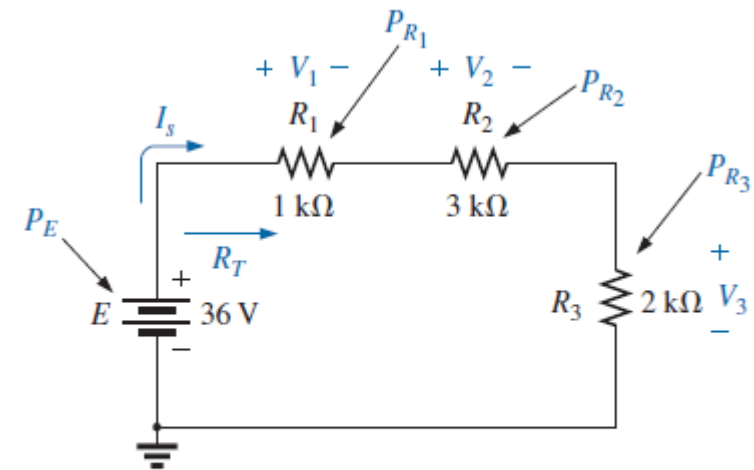 P_{R_1}
+ V_1 − + V_2 −
P_{R_2}
I_s R_1 R_2
P_{R_3}
1 kΩ 3 kΩ
P_E
R_T
+
+
E 36 V R_3 2 kΩ V_3
−
−